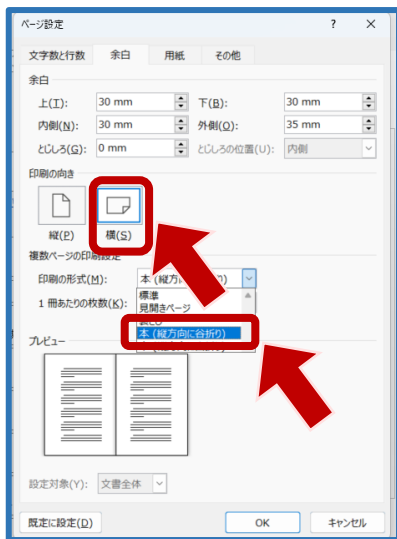 ページ設定 ? ×
文字数と行数 余白 用紙 その他
余白
上(T): 30 mm 下(B): 30 mm
内側(N): 30 mm 外側(O): 35 mm
とじしろ(G): 0 mm とじしろの位置(U): 内側
印刷の向き
縦(P) 横(S)
複数ページの印刷設定
印刷の形式(M): 本 (縦方向
1 冊あたりの枚数(K): 標準
見開きページ
本 (縦方向に谷折り)
プレビュー
設定対象(Y): 文書全体
既定に設定(D) OK キャンセル